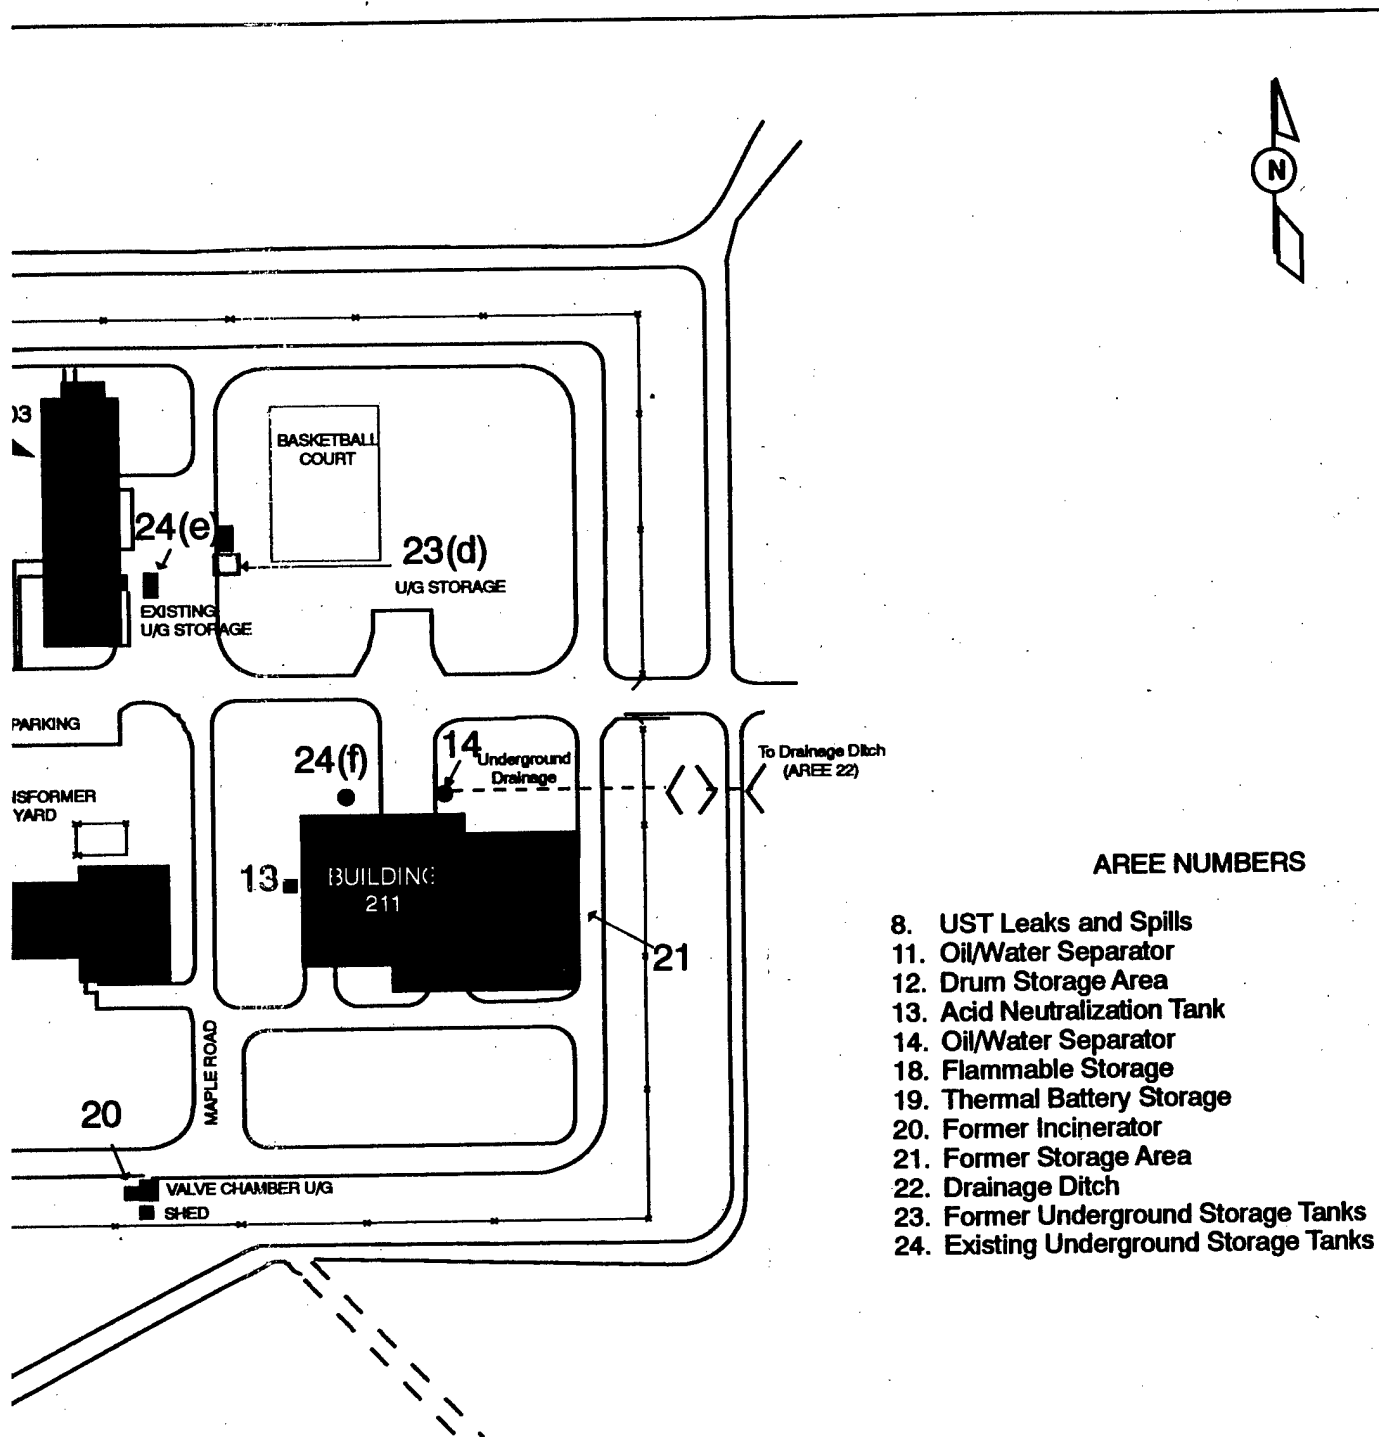 N
03
BASKETBALL
COURT
24(e)
23(d)
U/G STORAGE
EXISTING
U/G STORAGE
PARKING
24(f)
14
Underground
Drainage
To Drainage Ditch
(AREE 22)
ISFORMER
YARD
13
BUILDING
211
21
MAPLE ROAD
20
VALVE CHAMBER U/G
SHED
AREE NUMBERS
8. UST Leaks and Spills
11. Oil/Water Separator
12. Drum Storage Area
13. Acid Neutralization Tank
14. Oil/Water Separator
18. Flammable Storage
19. Thermal Battery Storage
20. Former Incinerator
21. Former Storage Area
22. Drainage Ditch
23. Former Underground Storage Tanks
24. Existing Underground Storage Tanks